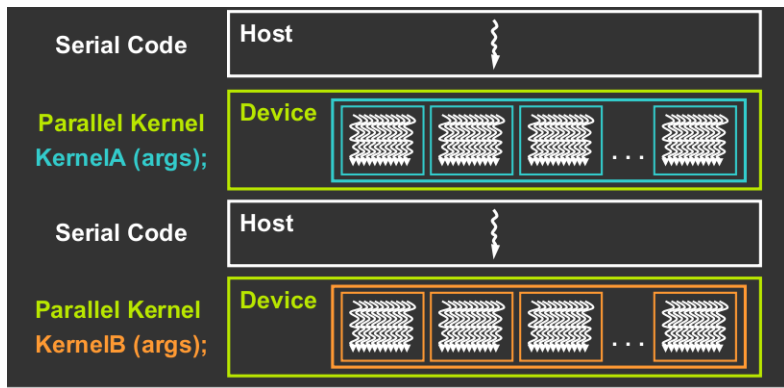 Serial Code
Host
Parallel Kernel
KernelA (args);
Device
. . .
Serial Code
Host
Parallel Kernel
KernelB (args);
Device
. . .